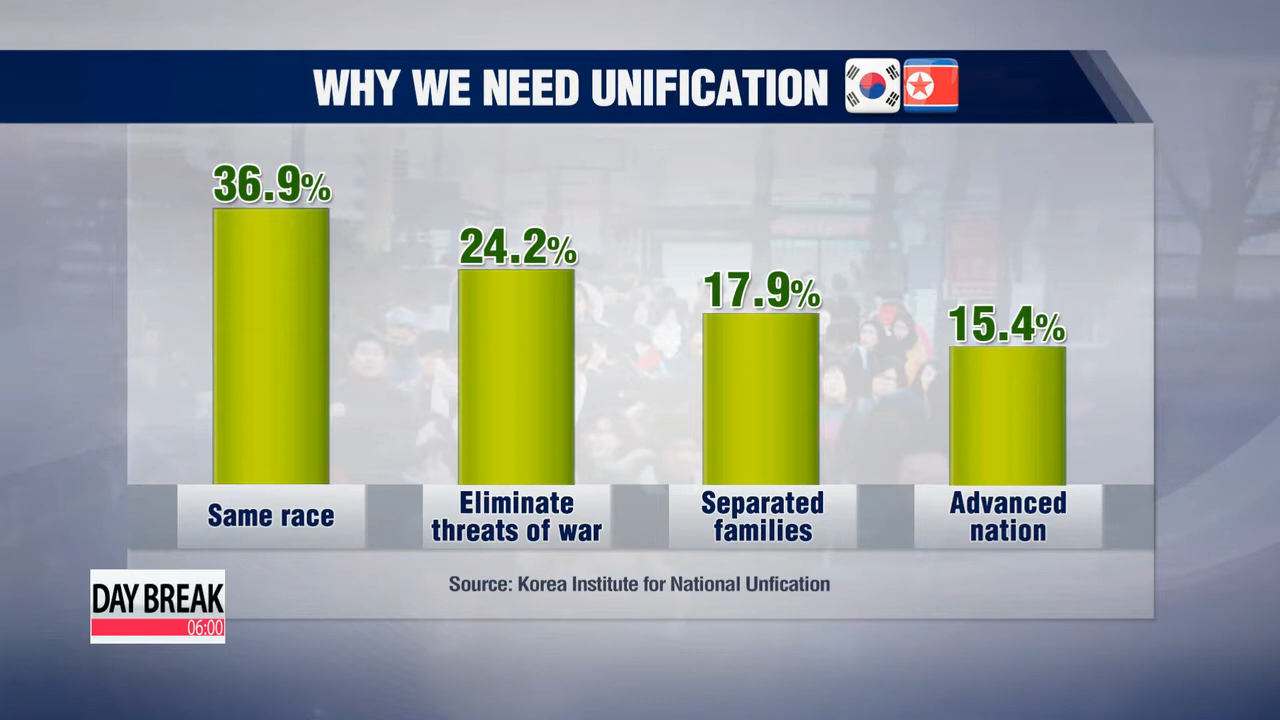 WHY WE NEED UNIFICATION
36.9%
24.2%
17.9%
15.4%
Same race
Eliminate
threats of war
Separated
families
Advanced
nation
Source: Korea Institute for National Unfication
DAY BREAK
06:00